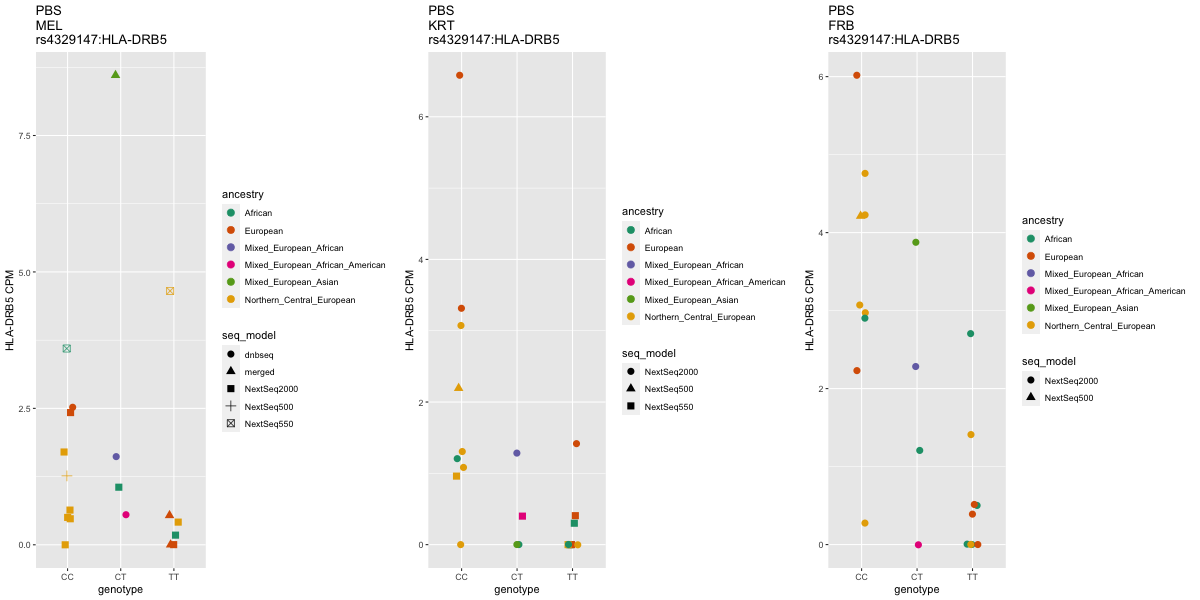 PBS
MEL
rs4329147:HLA-DRB5
HLA-DRB5 CPM
7.5
5.0
2.5
0.0
CC
CT
TT
genotype
ancestry
African
European
Mixed_European_African
Mixed_European_African_American
Mixed_European_Asian
Northern_Central_European
seq_model
dnbseq
merged
NextSeq2000
NextSeq500
NextSeq550
PBS
KRT
rs4329147:HLA-DRB5
HLA-DRB5 CPM
6
4
2
0
CC
CT
TT
genotype
ancestry
African
European
Mixed_European_African
Mixed_European_African_American
Mixed_European_Asian
Northern_Central_European
seq_model
NextSeq2000
NextSeq500
NextSeq550
PBS
FRB
rs4329147:HLA-DRB5
HLA-DRB5 CPM
6
4
2
0
CC
CT
TT
genotype
ancestry
African
European
Mixed_European_African
Mixed_European_African_American
Mixed_European_Asian
Northern_Central_European
seq_model
NextSeq2000
NextSeq500